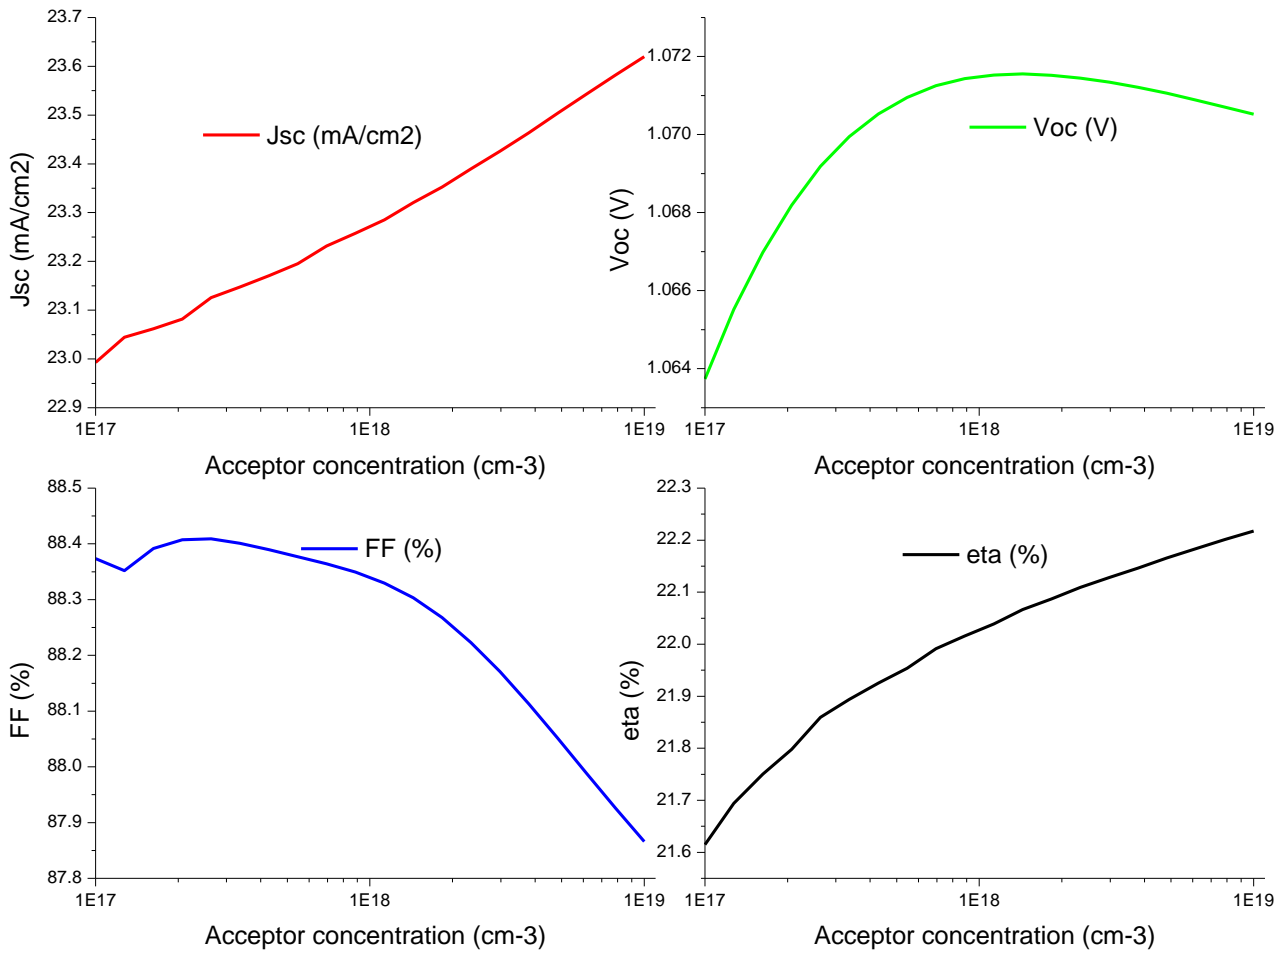 23.7
23.6
23.5
23.4
23.3
23.2
23.1
23.0
22.9
Jsc (mA/cm2)
Jsc (mA/cm2)
1E17
1E18
1E19
Acceptor concentration (cm-3)
1.072
1.070
1.068
1.066
1.064
Voc (V)
Voc (V)
1E17
1E18
1E19
Acceptor concentration (cm-3)
88.5
88.4
88.3
88.2
88.1
88.0
87.9
87.8
FF (%)
FF (%)
1E17
1E18
1E19
Acceptor concentration (cm-3)
22.3
22.2
22.1
22.0
21.9
21.8
21.7
21.6
eta (%)
eta (%)
1E17
1E18
1E19
Acceptor concentration (cm-3)